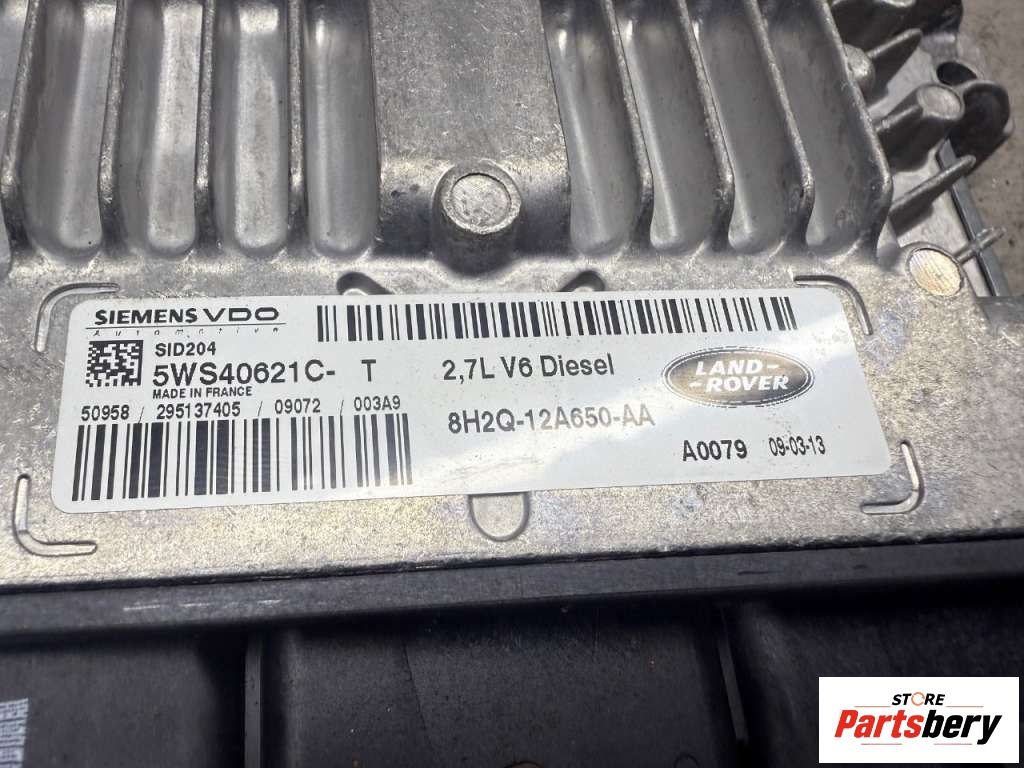 SIEMENS VDO
Automotive
SID204
5WS40621C- T
MADE IN FRANCE
50958 / 295137405 / 09072 / 003A9
2,7L V6 Diesel
LAND-
ROVER
8H2Q-12A650-AA
A0079 09-03-13
STORE
Partsbery